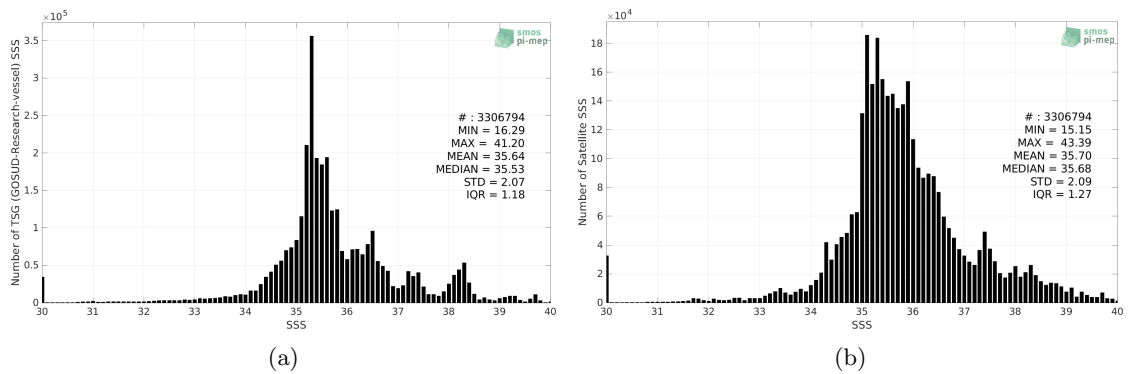 ×10⁵
Number of TSG (GOSUD-Research-vessel) SSS
3.5
3
2.5
2
1.5
1
0.5
0
30 31 32 33 34 35 36 37 38 39 40
SSS
smos
pi-mep
# : 3306794
MIN = 16.29
MAX = 41.20
MEAN = 35.64
MEDIAN = 35.53
STD = 2.07
IQR = 1.18
(a)
×10⁴
Number of Satellite SSS
18
16
14
12
10
8
6
4
2
0
30 31 32 33 34 35 36 37 38 39 40
SSS
smos
pi-mep
# : 3306794
MIN = 15.15
MAX = 43.39
MEAN = 35.70
MEDIAN = 35.68
STD = 2.09
IQR = 1.27
(b)